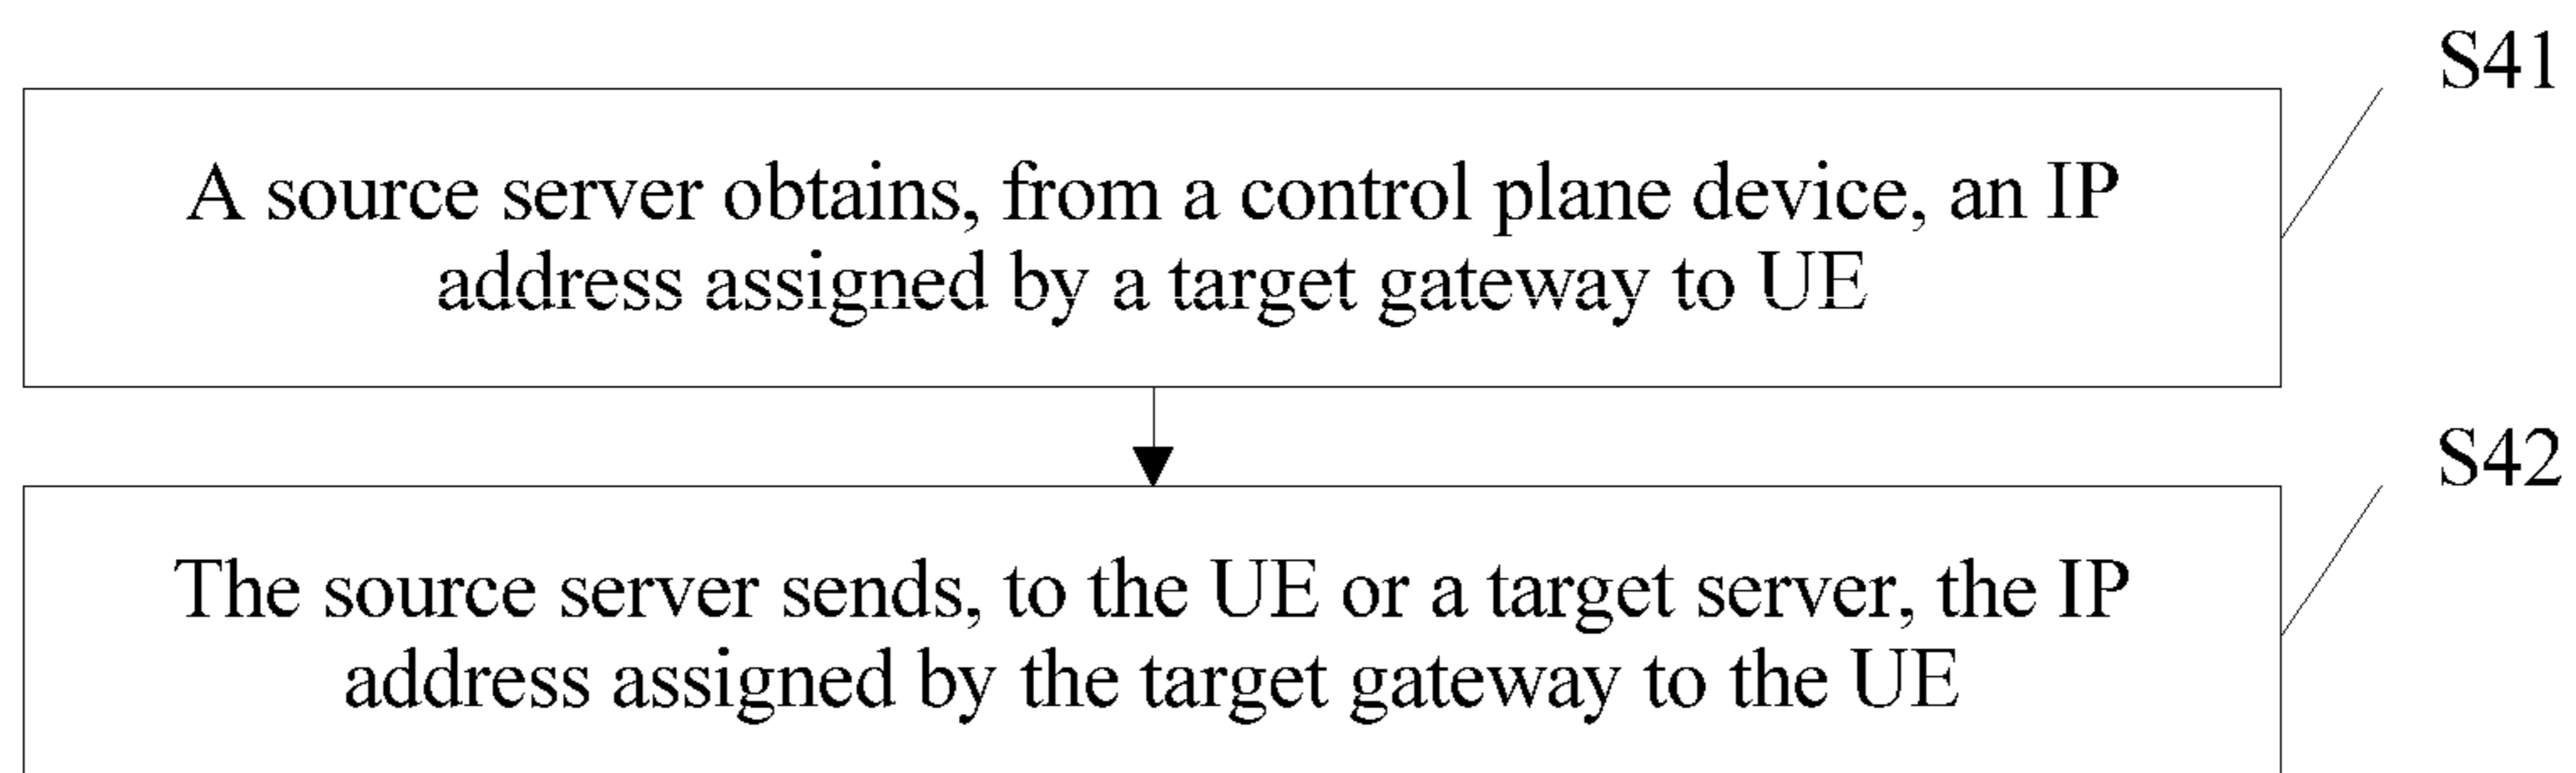 S41
A source server obtains, from a control plane device, an IP
address assigned by a target gateway to UE
S42
The source server sends, to the UE or a target server, the IP
address assigned by the target gateway to the UE